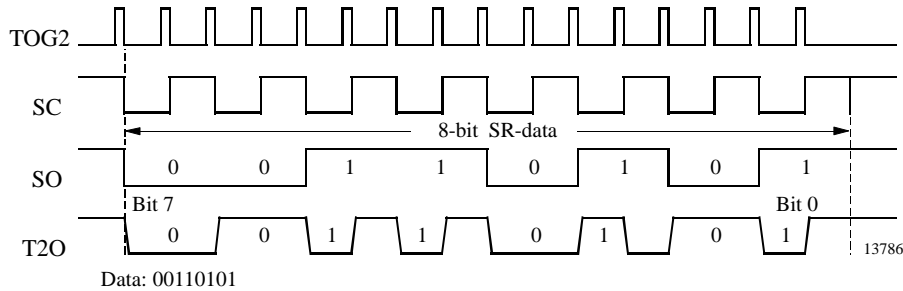 TOG2
SC
8-bit SR-data
SO
0 0 1 1 0 1 0 1
Bit 7 Bit 0
T2O
0 0 1 1 0 1 0 1
13786
Data: 00110101